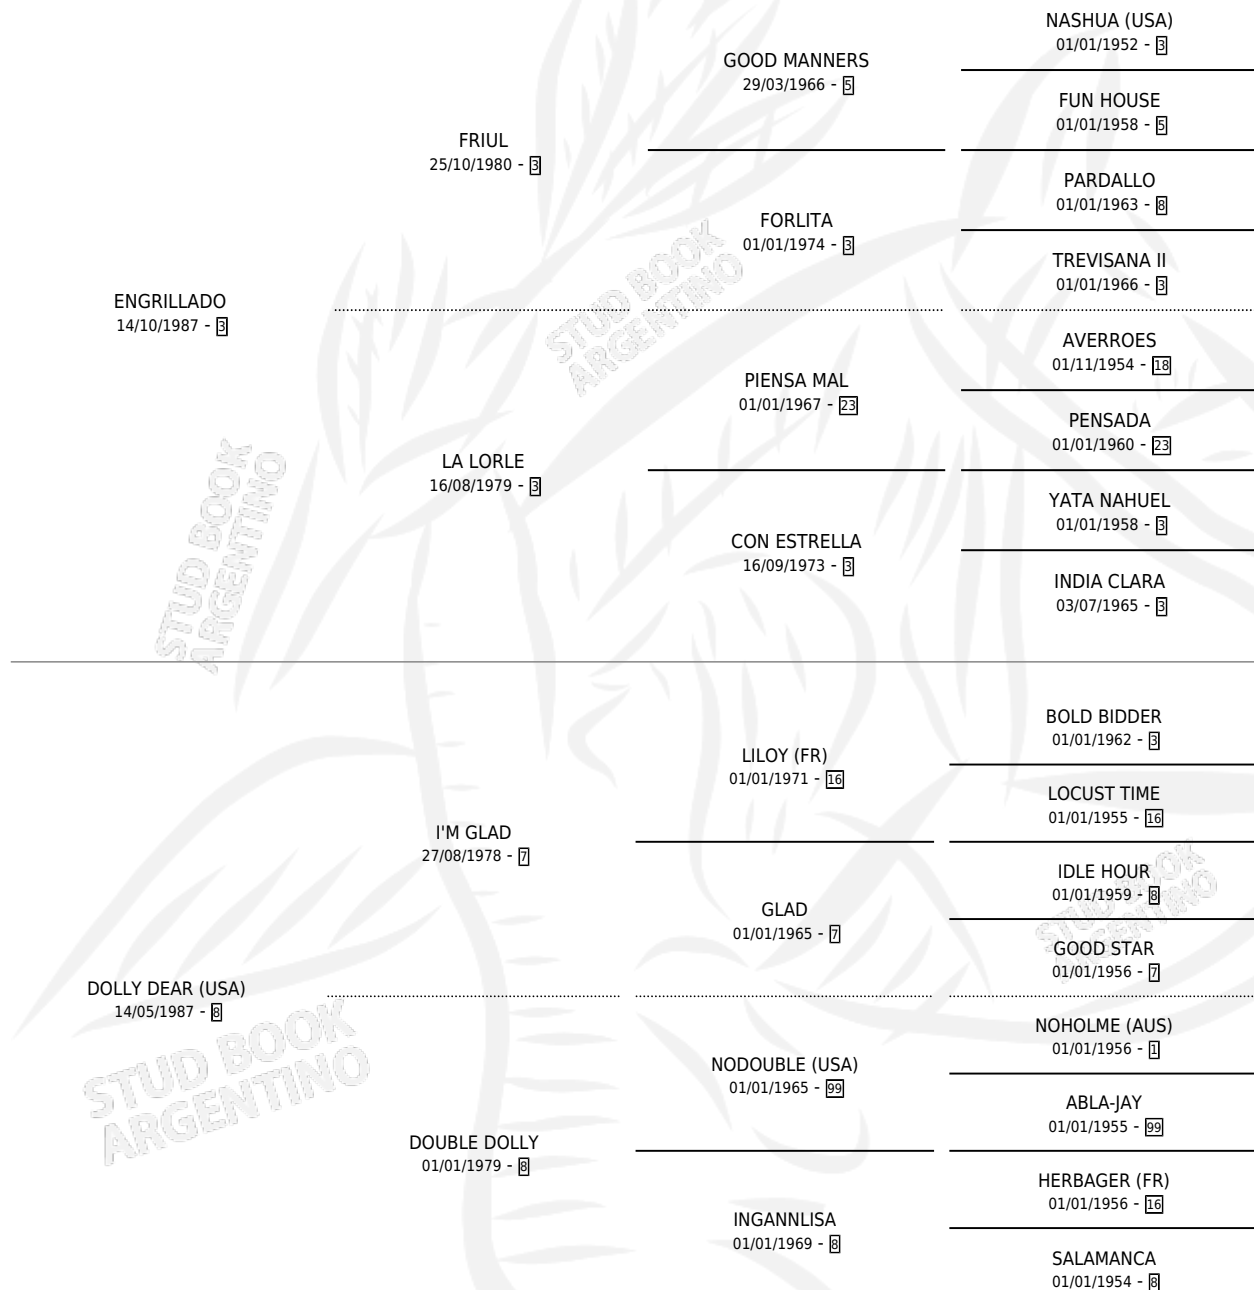 NASHUA (USA)
01/01/1952 - 3
GOOD MANNERS
29/03/1966 - 5
FUN HOUSE
01/01/1958 - 5
FRIUL
25/10/1980 - 3
PARDALLO
01/01/1963 - 8
FORLITA
01/01/1974 - 3
TREVISANA II
01/01/1966 - 3
ENGRILLADO
14/10/1987 - 3
AVERROES
01/11/1954 - 18
PIENSA MAL
01/01/1967 - 23
PENSADA
01/01/1960 - 23
LA LORLE
16/08/1979 - 3
YATA NAHUEL
01/01/1958 - 3
CON ESTRELLA
16/09/1973 - 3
INDIA CLARA
03/07/1965 - 3
BOLD BIDDER
01/01/1962 - 3
LILOY (FR)
01/01/1971 - 16
LOCUST TIME
01/01/1955 - 16
I'M GLAD
27/08/1978 - 7
IDLE HOUR
01/01/1959 - 8
GLAD
01/01/1965 - 7
GOOD STAR
01/01/1956 - 7
DOLLY DEAR (USA)
14/05/1987 - 8
NOHOLME (AUS)
01/01/1956 - 1
NODOUBLE (USA)
01/01/1965 - 99
ABLA-JAY
01/01/1955 - 99
DOUBLE DOLLY
01/01/1979 - 8
HERBAGER (FR)
01/01/1956 - 16
INGANNLISA
01/01/1969 - 8
SALAMANCA
01/01/1954 - 8
STUD BOOK
ARGENTINO
STUD BOOK
ARGENTINO
STUD BOOK
ARGENTINO
STUD BOOK
ARGENTINO